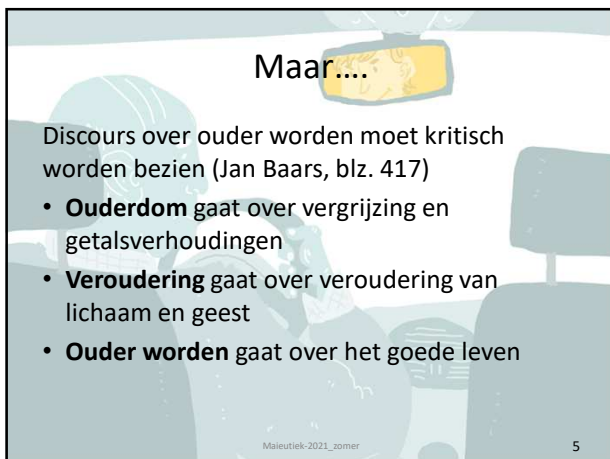 Maar....
Discours over ouder worden moet kritisch
worden bezien (Jan Baars, blz. 417)
• Ouderdom gaat over vergrijzing en
getalsverhoudingen
• Veroudering gaat over veroudering van
lichaam en geest
• Ouder worden gaat over het goede leven
Maieutiek-2021_zomer
5